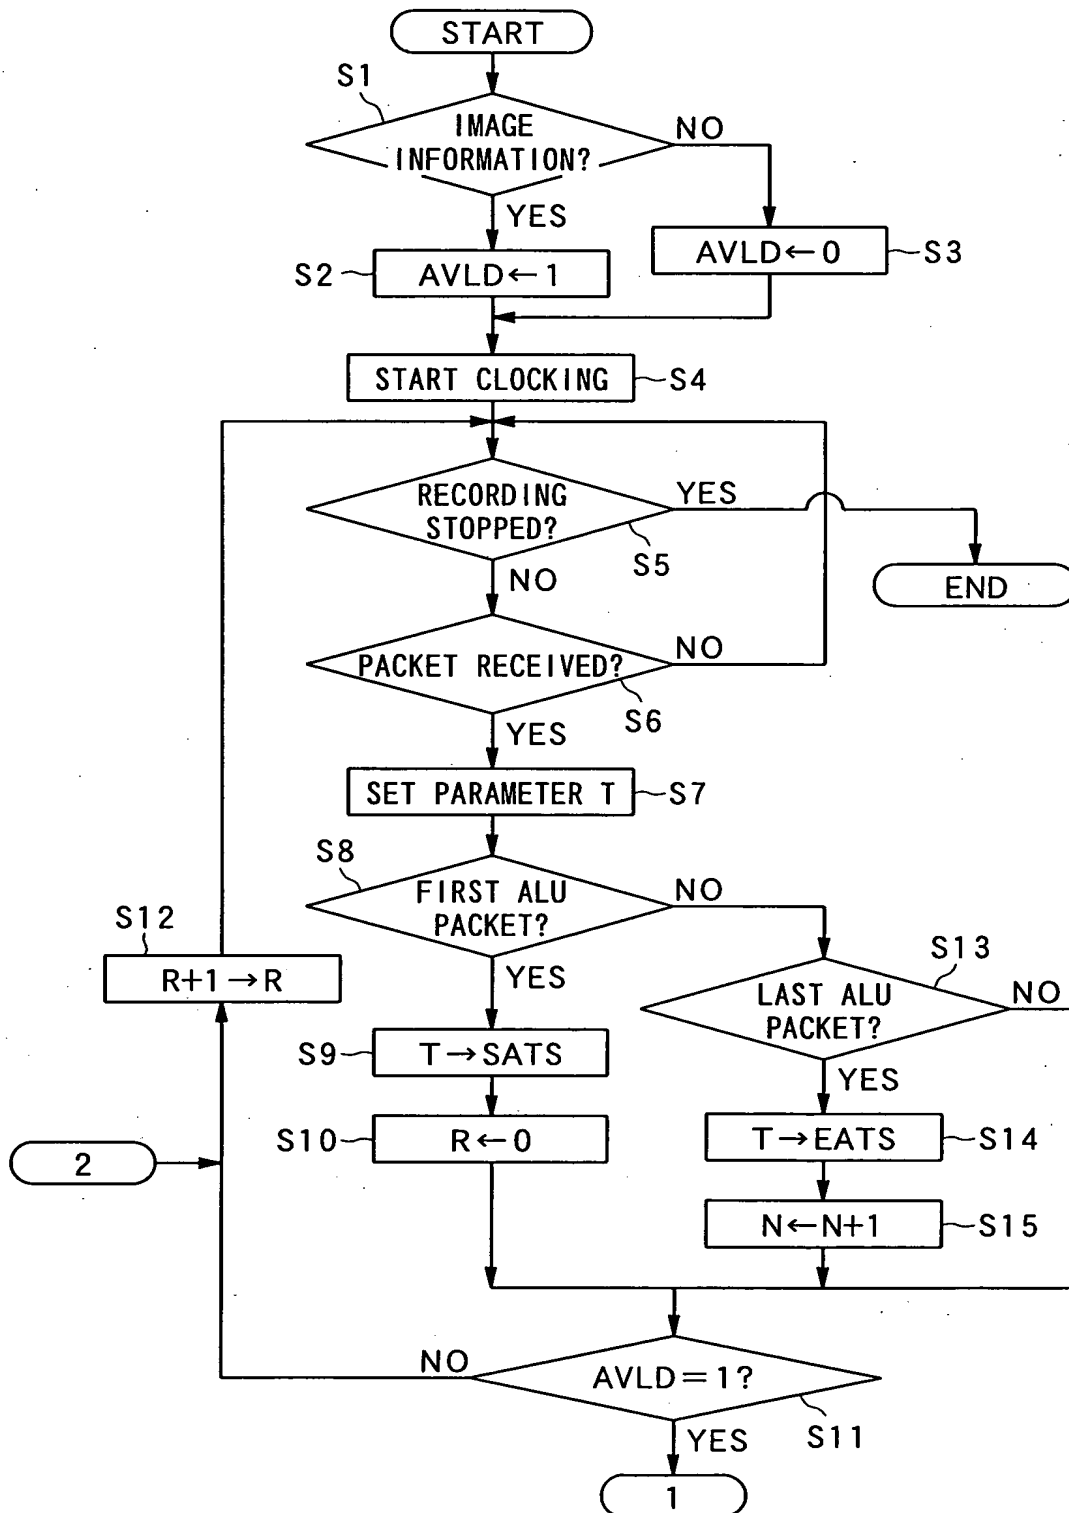 START
S1
IMAGE
INFORMATION?
NO
YES
S2
AVLD←1
AVLD←0
S3
START CLOCKING
S4
RECORDING
STOPPED?
YES
S5
NO
END
PACKET RECEIVED?
NO
S6
YES
SET PARAMETER T
S7
S8
FIRST ALU
PACKET?
NO
YES
S12
R+1→R
S13
LAST ALU
PACKET?
NO
YES
S9
T→SATS
S10
R←0
T→EATS
S14
2
N←N+1
S15
NO
AVLD=1?
S11
YES
1